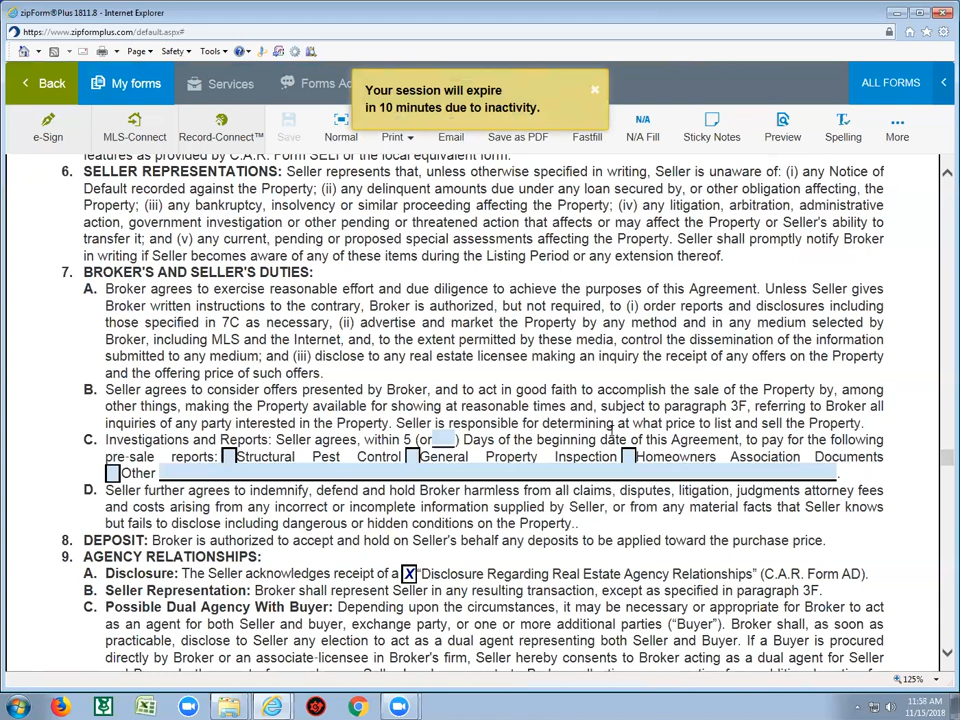 zipForm®Plus 1811.8 - Internet Explorer
https://www.zipformplus.com/default.aspx#
Page Safety Tools
Back My forms Services Forms Ad ALL FORMS
Your session will expire
in 10 minutes due to inactivity.
e-Sign MLS-Connect Record-Connect™ Save Normal Print Email Save as PDF Fastfill N/A N/A Fill Sticky Notes Preview Spelling More
features as provided by C.A.R. Form SELI or the local equivalent form.
6. SELLER REPRESENTATIONS: Seller represents that, unless otherwise specified in writing, Seller is unaware of: (i) any Notice of
Default recorded against the Property; (ii) any delinquent amounts due under any loan secured by, or other obligation affecting, the
Property; (iii) any bankruptcy, insolvency or similar proceeding affecting the Property; (iv) any litigation, arbitration, administrative
action, government investigation or other pending or threatened action that affects or may affect the Property or Seller's ability to
transfer it; and (v) any current, pending or proposed special assessments affecting the Property. Seller shall promptly notify Broker
in writing if Seller becomes aware of any of these items during the Listing Period or any extension thereof.
7. BROKER'S AND SELLER'S DUTIES:
A. Broker agrees to exercise reasonable effort and due diligence to achieve the purposes of this Agreement. Unless Seller gives
Broker written instructions to the contrary, Broker is authorized, but not required, to (i) order reports and disclosures including
those specified in 7C as necessary, (ii) advertise and market the Property by any method and in any medium selected by
Broker, including MLS and the Internet, and, to the extent permitted by these media, control the dissemination of the information
submitted to any medium; and (iii) disclose to any real estate licensee making an inquiry the receipt of any offers on the Property
and the offering price of such offers.
B. Seller agrees to consider offers presented by Broker, and to act in good faith to accomplish the sale of the Property by, among
other things, making the Property available for showing at reasonable times and, subject to paragraph 3F, referring to Broker all
inquiries of any party interested in the Property. Seller is responsible for determining at what price to list and sell the Property.
C. Investigations and Reports: Seller agrees, within 5 (or ) Days of the beginning date of this Agreement, to pay for the following
pre-sale reports: Structural Pest Control General Property Inspection Homeowners Association Documents
Other .
D. Seller further agrees to indemnify, defend and hold Broker harmless from all claims, disputes, litigation, judgments attorney fees
and costs arising from any incorrect or incomplete information supplied by Seller, or from any material facts that Seller knows
but fails to disclose including dangerous or hidden conditions on the Property..
8. DEPOSIT: Broker is authorized to accept and hold on Seller's behalf any deposits to be applied toward the purchase price.
9. AGENCY RELATIONSHIPS:
A. Disclosure: The Seller acknowledges receipt of a X "Disclosure Regarding Real Estate Agency Relationships" (C.A.R. Form AD).
B. Seller Representation: Broker shall represent Seller in any resulting transaction, except as specified in paragraph 3F.
C. Possible Dual Agency With Buyer: Depending upon the circumstances, it may be necessary or appropriate for Broker to act
as an agent for both Seller and buyer, exchange party, or one or more additional parties ("Buyer"). Broker shall, as soon as
practicable, disclose to Seller any election to act as a dual agent representing both Seller and Buyer. If a Buyer is procured
directly by Broker or an associate-licensee in Broker's firm, Seller hereby consents to Broker acting as a dual agent for Seller
125%
11:58 AM
11/15/2018